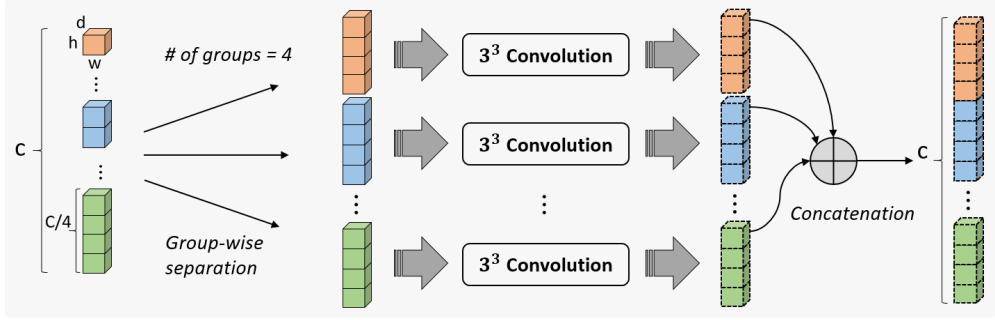 d
h
w
# of groups = 4
C
C/4
Group-wise
separation
3³ Convolution
3³ Convolution
3³ Convolution
Concatenation
C